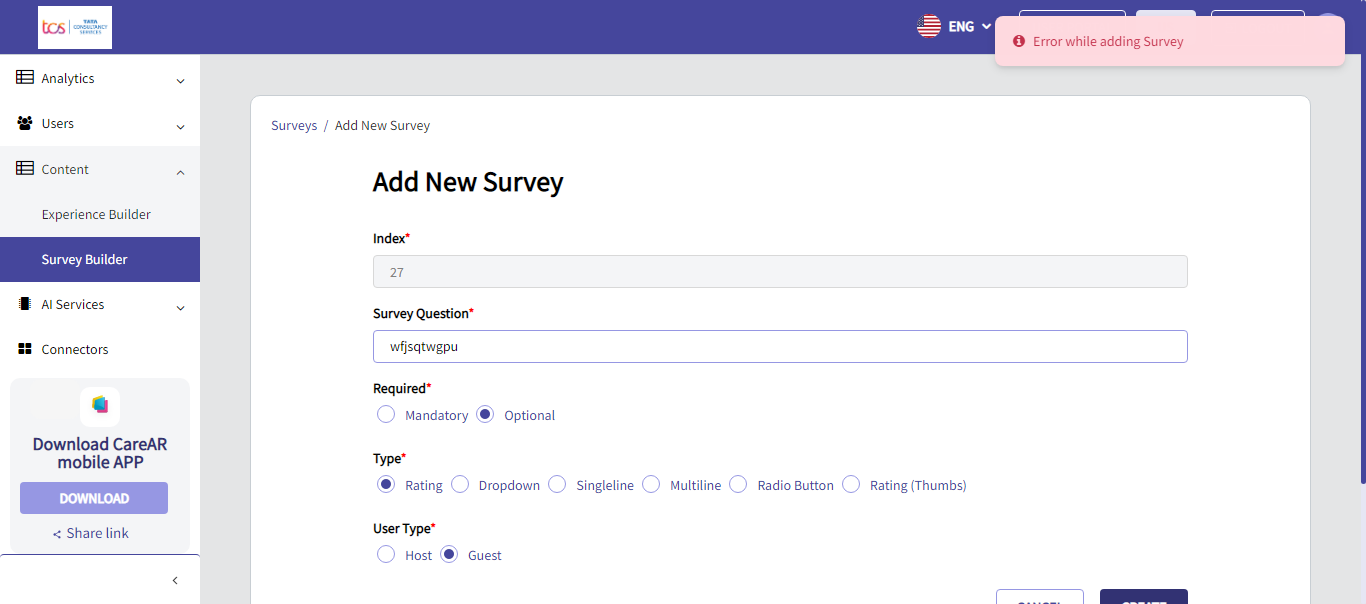 tcs TATA
CONSULTANCY
SERVICES
ENG
Error while adding Survey
Analytics
Users
Content
Experience Builder
Survey Builder
AI Services
Connectors
Download CareAR
mobile APP
DOWNLOAD
Share link
Surveys / Add New Survey
Add New Survey
Index*
27
Survey Question*
wfjsqtwgpu
Required*
Mandatory Optional
Type*
Rating Dropdown Singleline Multiline Radio Button Rating (Thumbs)
User Type*
Host Guest
CANCEL CREATE